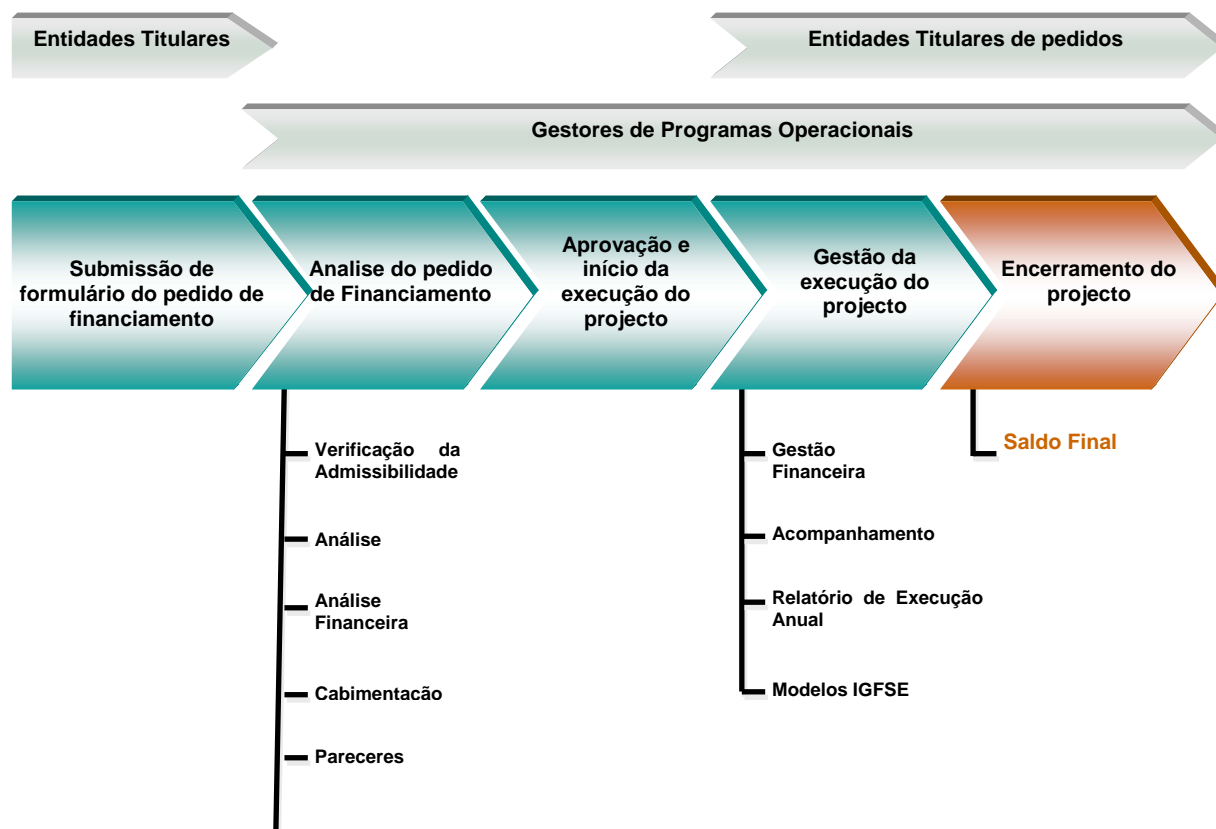 Entidades Titulares
Entidades Titulares de pedidos
Gestores de Programas Operacionais
Submissão de
formulário do pedido de
financiamento
Analise do pedido
de Financiamento
Aprovação e
início da
execução do
projecto
Gestão da
execução do
projecto
Encerramento do
projecto
Verificação da
Admissibilidade
Análise
Análise
Financeira
Cabimentacão
Pareceres
Gestão
Financeira
Acompanhamento
Relatório de Execução
Anual
Modelos IGFSE
Saldo Final